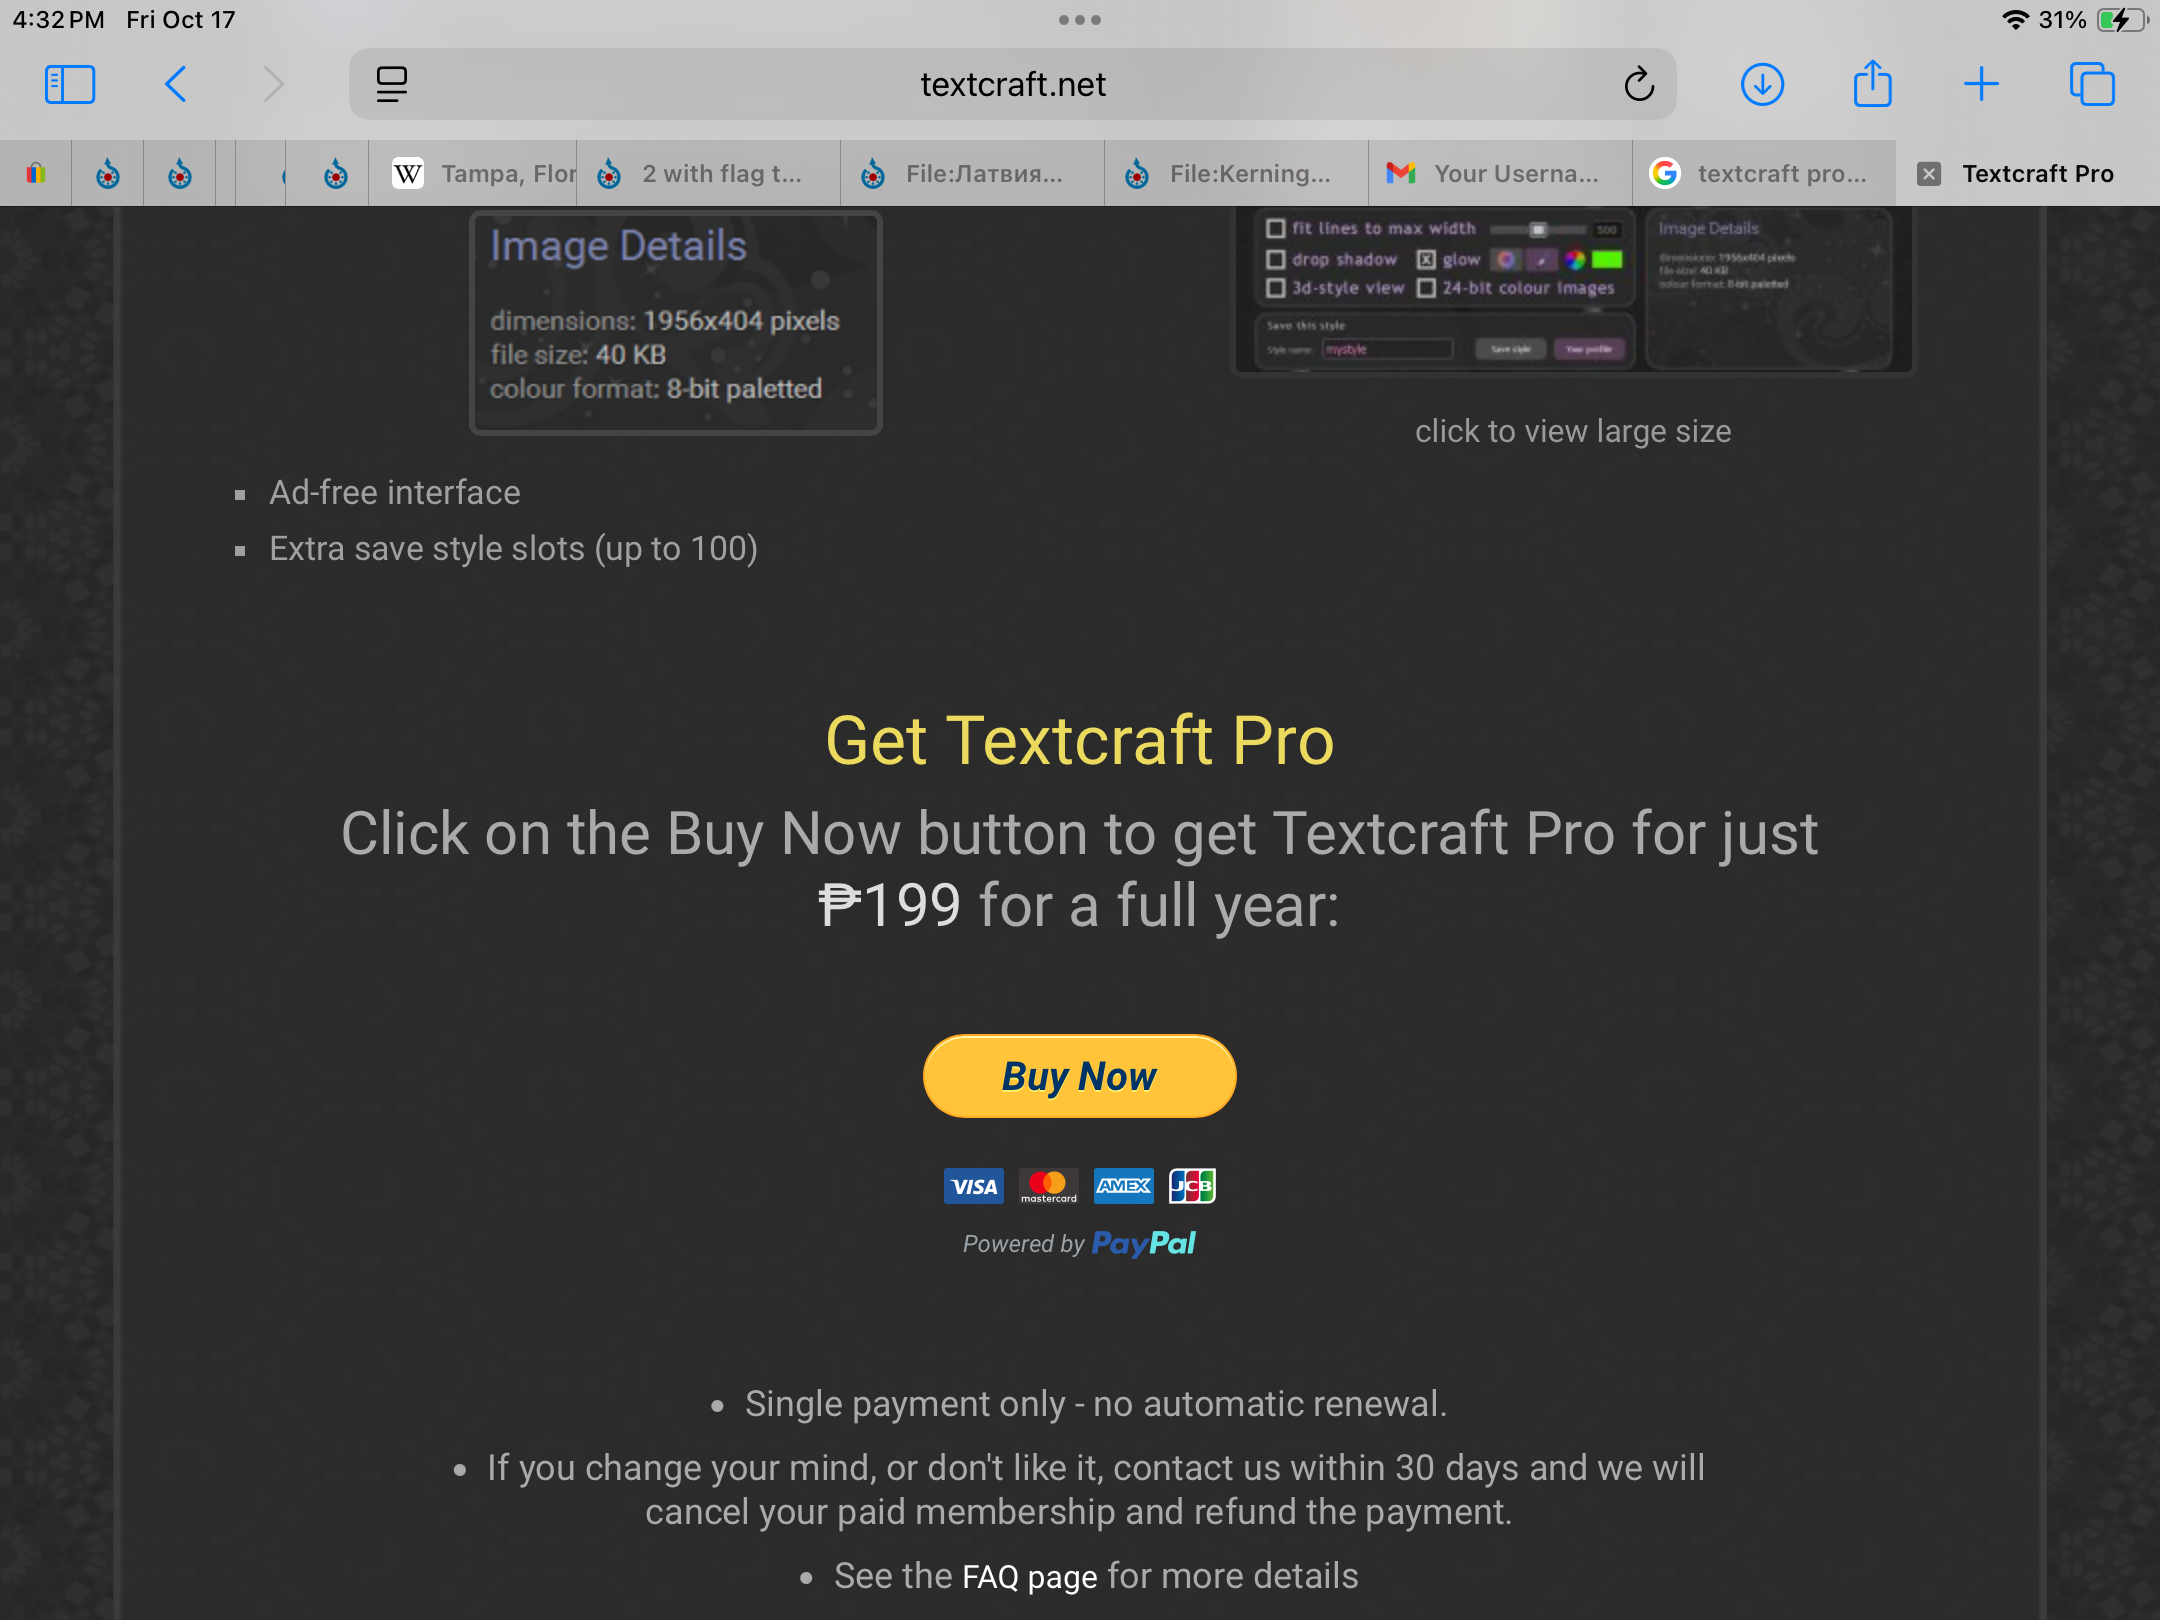 4:32 PM Fri Oct 17
31%
textcraft.net
Tampa, Flor
2 with flag t...
File:Латвия...
File:Kerning...
Your Userna...
textcraft pro...
Textcraft Pro
Image Details
dimensions: 1956x404 pixels
file size: 40 KB
colour format: 8-bit paletted
fit lines to max width 500
drop shadow glow
3d-style view 24-bit colour images
Save this style
Style name: mystyle Save style Your profile
Image Details
dimensions: 1956x404 pixels
file size: 40 KB
colour format: 8-bit paletted
click to view large size
Ad-free interface
Extra save style slots (up to 100)
Get Textcraft Pro
Click on the Buy Now button to get Textcraft Pro for just
₱199 for a full year:
Buy Now
VISA mastercard AMEX JCB
Powered by PayPal
Single payment only - no automatic renewal.
If you change your mind, or don't like it, contact us within 30 days and we will
cancel your paid membership and refund the payment.
See the FAQ page for more details